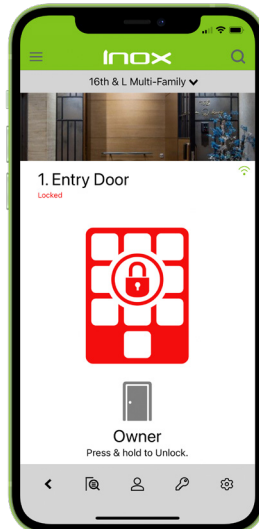 INOX
16th & L Multi-Family
1. Entry Door
Locked
Owner
Press & hold to Unlock.